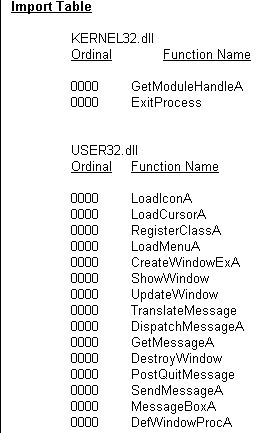 Import Table
KERNEL32.dll
Ordinal Function Name
0000 GetModuleHandleA
0000 ExitProcess
USER32.dll
Ordinal Function Name
0000 LoadIconA
0000 LoadCursorA
0000 RegisterClassA
0000 LoadMenuA
0000 CreateWindowExA
0000 ShowWindow
0000 UpdateWindow
0000 TranslateMessage
0000 DispatchMessageA
0000 GetMessageA
0000 DestroyWindow
0000 PostQuitMessage
0000 SendMessageA
0000 MessageBoxA
0000 DefWindowProcA